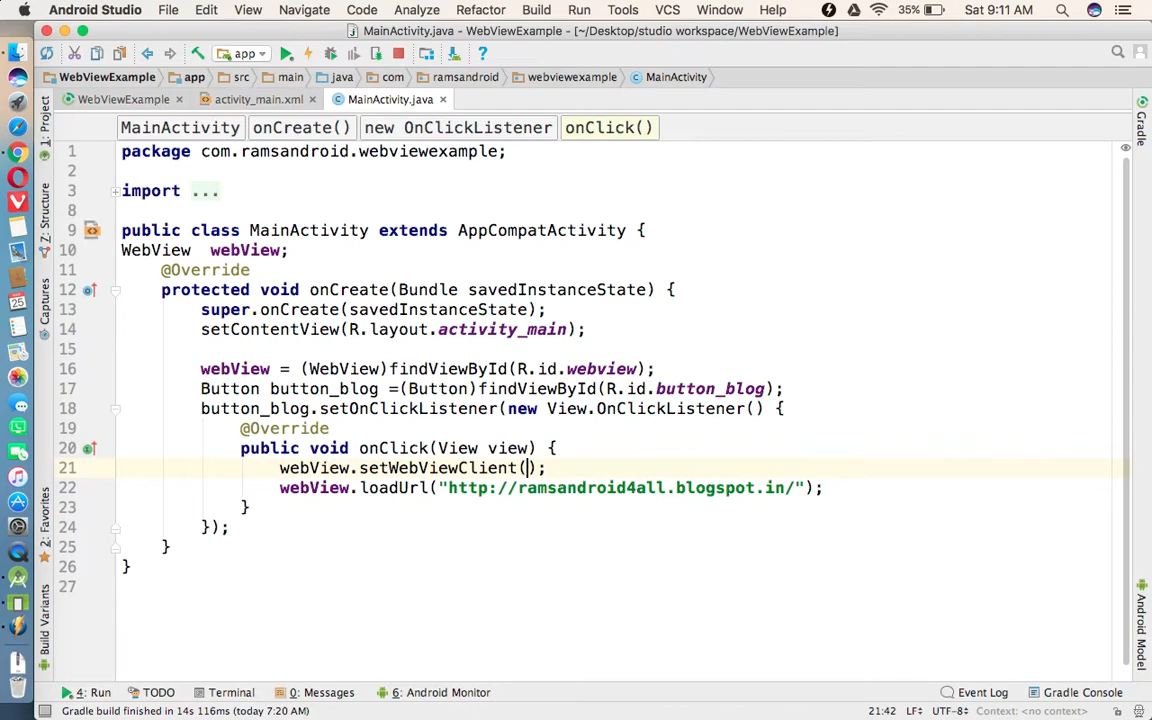 Android Studio File Edit View Navigate Code Analyze Refactor Build Run Tools VCS Window Help 35% Sat 9:11 AM
MainActivity.java - WebViewExample - [~/Desktop/studio workspace/WebViewExample]
app
WebViewExample app src main java com ramsandroid webviewexample MainActivity
WebViewExample activity_main.xml MainActivity.java
MainActivity onCreate() new OnClickListener onClick()
1 package com.ramsandroid.webviewexample;
2
3 import ...
8
9 public class MainActivity extends AppCompatActivity {
10 WebView  webView;
11 @Override
12 protected void onCreate(Bundle savedInstanceState) {
13 super.onCreate(savedInstanceState);
14 setContentView(R.layout.activity_main);
15
16 webView = (WebView)findViewById(R.id.webview);
17 Button button_blog =(Button)findViewById(R.id.button_blog);
18 button_blog.setOnClickListener(new View.OnClickListener() {
19 @Override
20 public void onClick(View view) {
21 webView.setWebViewClient();
22 webView.loadUrl("http://ramsandroid4all.blogspot.in/");
23 }
24 });
25 }
26 }
27
1: Project
7: Structure
Captures
2: Favorites
Build Variants
25
Gradle
Android Model
4: Run TODO Terminal 0: Messages 6: Android Monitor Event Log Gradle Console
Gradle build finished in 14s 116ms (today 7:20 AM) 21:42 LF UTF-8 Context: <no context>